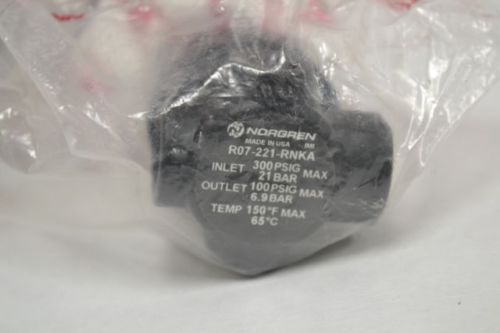 NORGREN
MADE IN USA IMI
R07-221-RNKA
INLET 300 PSIG MAX
21 BAR
OUTLET 100 PSIG MAX
6.9 BAR
TEMP 150°F MAX
65°C